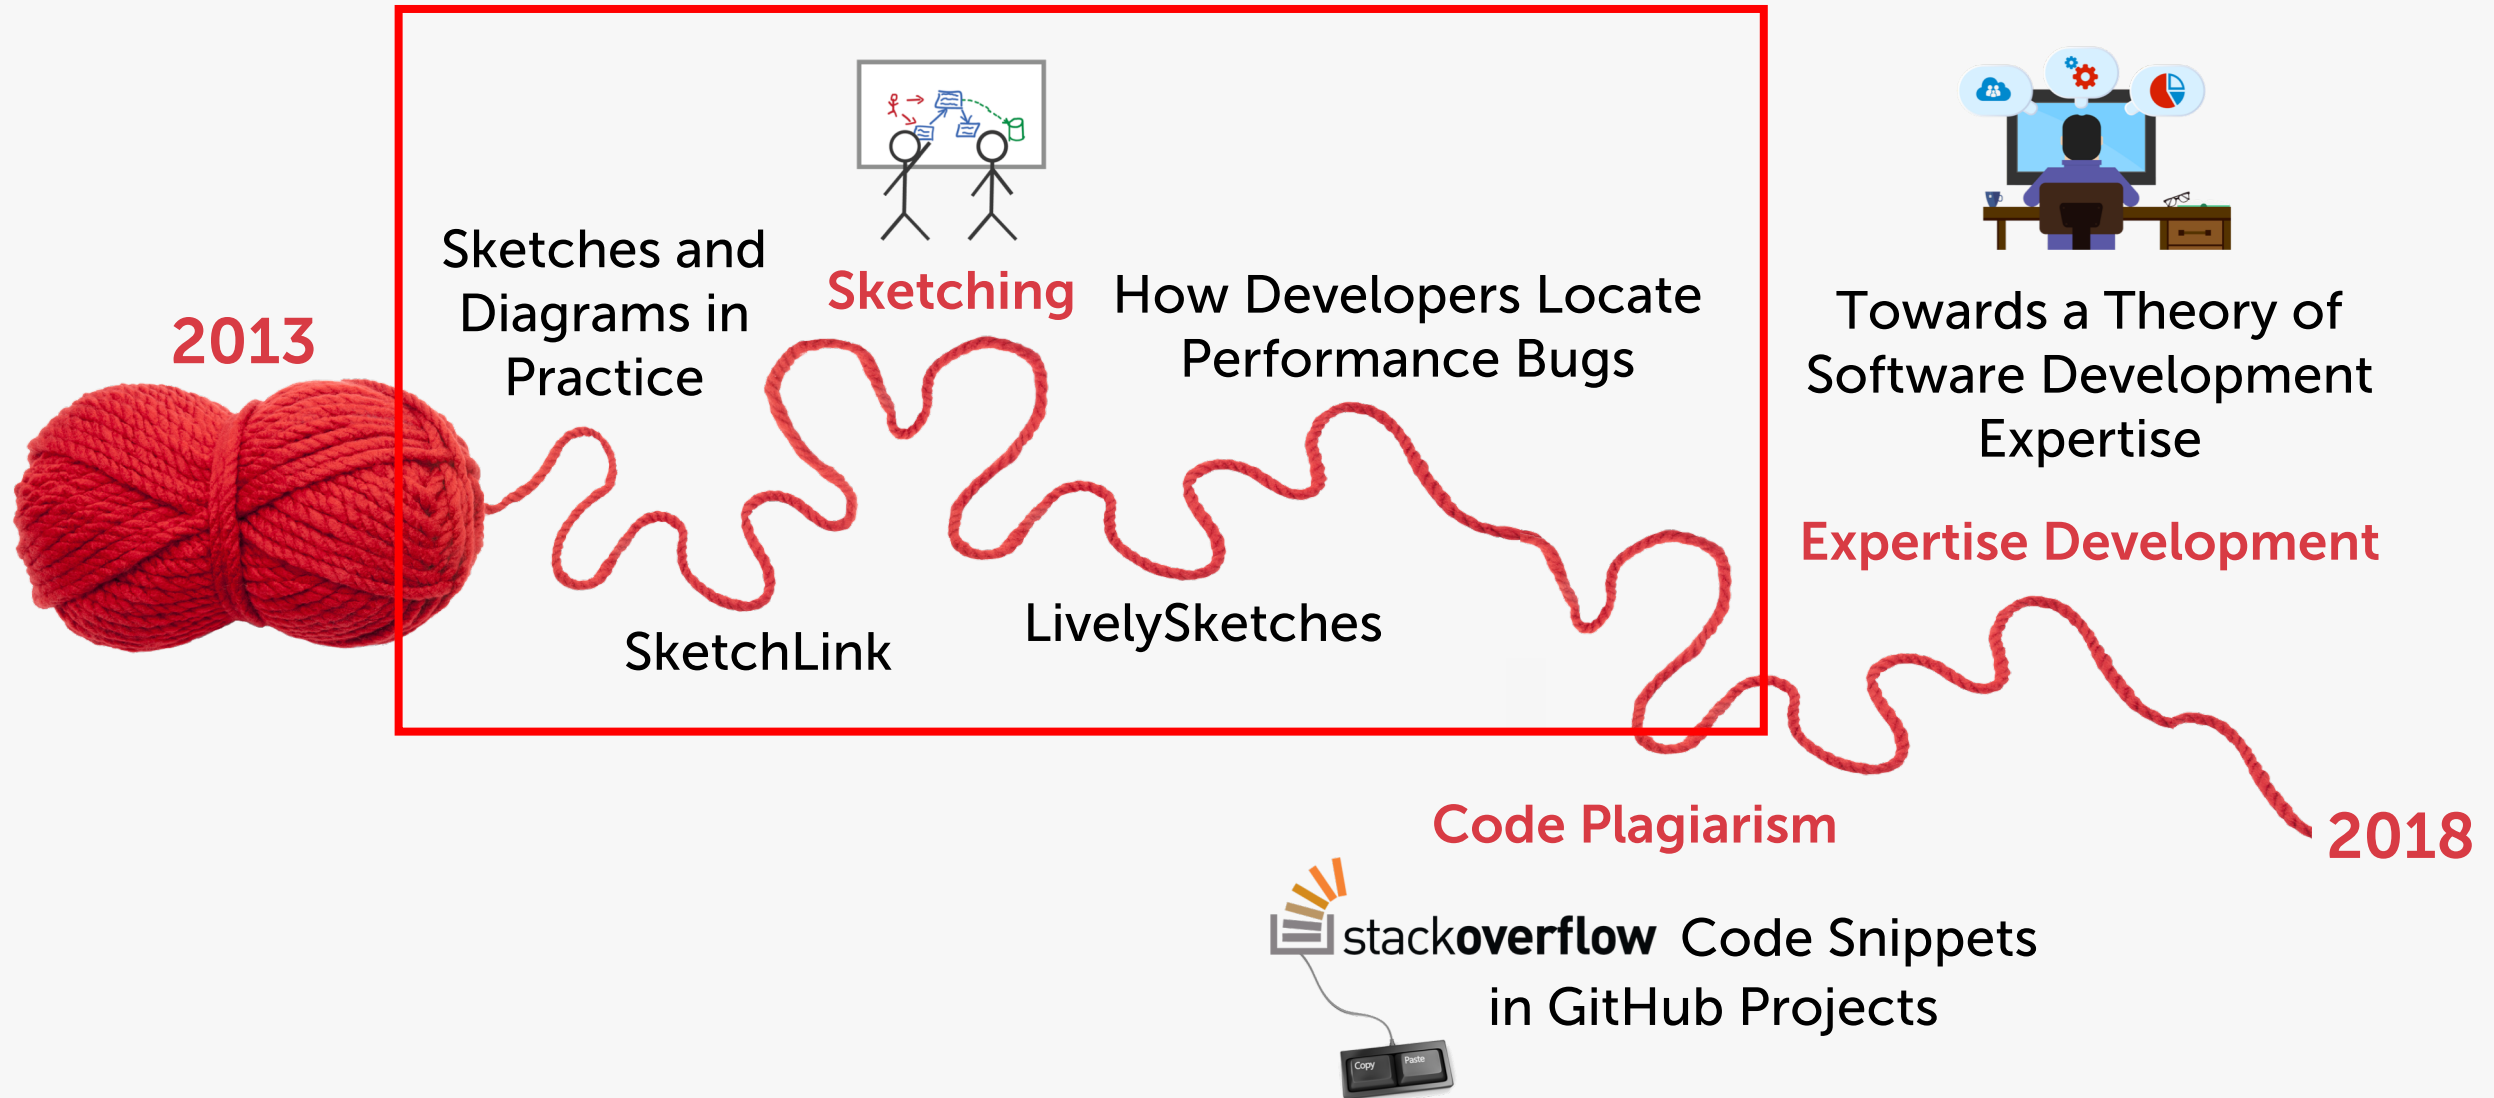 2013
Sketches and
Diagrams in
Practice
Sketching
How Developers Locate
Performance Bugs
SketchLink
LivelySketches
Towards a Theory of
Software Development
Expertise
Expertise Development
2018
Code Plagiarism
stackoverflow Code Snippets
in GitHub Projects
Copy Paste